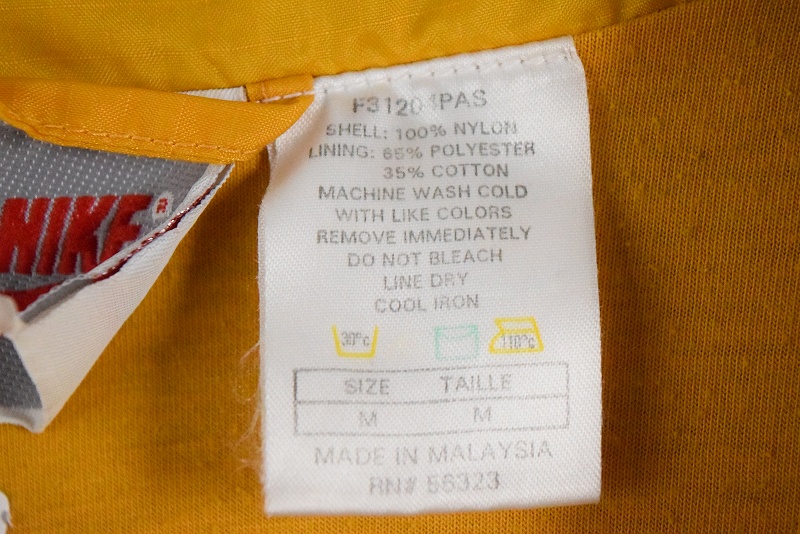 NIKE
F31204PAS
SHELL: 100% NYLON
LINING: 65% POLYESTER
35% COTTON
MACHINE WASH COLD
WITH LIKE COLORS
REMOVE IMMEDIATELY
DO NOT BLEACH
LINE DRY
COOL IRON
30°C 110°C
SIZE TAILLE
M M
MADE IN MALAYSIA
RN# 56323